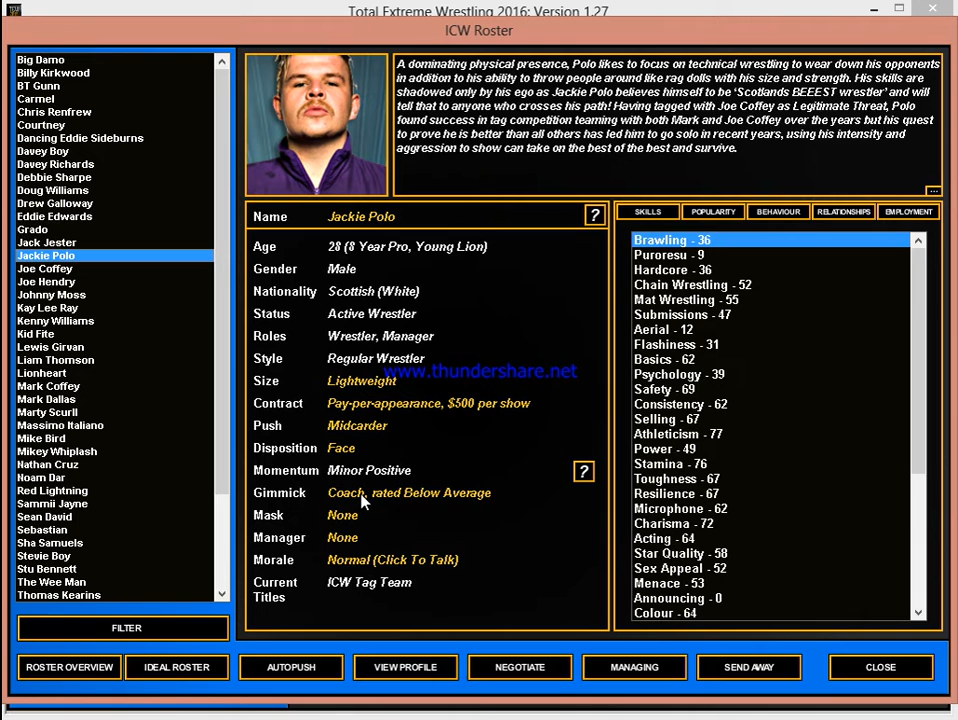 Total Extreme Wrestling 2016: Version 1.27
ICW Roster
Big Damo
Billy Kirkwood
BT Gunn
Carmel
Chris Renfrew
Courtney
Dancing Eddie Sideburns
Davey Boy
Davey Richards
Debbie Sharpe
Doug Williams
Drew Galloway
Eddie Edwards
Grado
Jack Jester
Jackie Polo
Joe Coffey
Joe Hendry
Johnny Moss
Kay Lee Ray
Kenny Williams
Kid Fite
Lewis Girvan
Liam Thomson
Lionheart
Mark Coffey
Mark Dallas
Marty Scurll
Massimo Italiano
Mike Bird
Mikey Whiplash
Nathan Cruz
Noam Dar
Red Lightning
Sammii Jayne
Sean David
Sebastian
Sha Samuels
Stevie Boy
Stu Bennett
The Wee Man
Thomas Kearins
FILTER
A dominating physical presence, Polo likes to focus on technical wrestling to wear down his opponents
in addition to his ability to throw people around like rag dolls with his size and strength. His skills are
shadowed only by his ego as Jackie Polo believes himself to be 'Scotlands BEEEST wrestler' and will
tell that to anyone who crosses his path! Having tagged with Joe Coffey as Legitimate Threat, Polo
found success in tag competition teaming with both Mark and Joe Coffey over the years but his quest
to prove he is better than all others has led him to go solo in recent years, using his intensity and
aggression to show can take on the best of the best and survive.
...
Name Jackie Polo ?
Age 28 (8 Year Pro, Young Lion)
Gender Male
Nationality Scottish (White)
Status Active Wrestler
Roles Wrestler, Manager
Style Regular Wrestler
www.thundershare.net
Size Lightweight
Contract Pay-per-appearance, $500 per show
Push Midcarder
Disposition Face
Momentum Minor Positive ?
Gimmick Coach, rated Below Average
Mask None
Manager None
Morale Normal (Click To Talk)
Current ICW Tag Team
Titles
SKILLS POPULARITY BEHAVIOUR RELATIONSHIPS EMPLOYMENT
Brawling - 36
Puroresu - 9
Hardcore - 36
Chain Wrestling - 52
Mat Wrestling - 55
Submissions - 47
Aerial - 12
Flashiness - 31
Basics - 62
Psychology - 39
Safety - 69
Consistency - 62
Selling - 67
Athleticism - 77
Power - 49
Stamina - 76
Toughness - 67
Resilience - 67
Microphone - 62
Charisma - 72
Acting - 64
Star Quality - 58
Sex Appeal - 52
Menace - 53
Announcing - 0
Colour - 64
ROSTER OVERVIEW IDEAL ROSTER AUTOPUSH VIEW PROFILE NEGOTIATE MANAGING SEND AWAY CLOSE